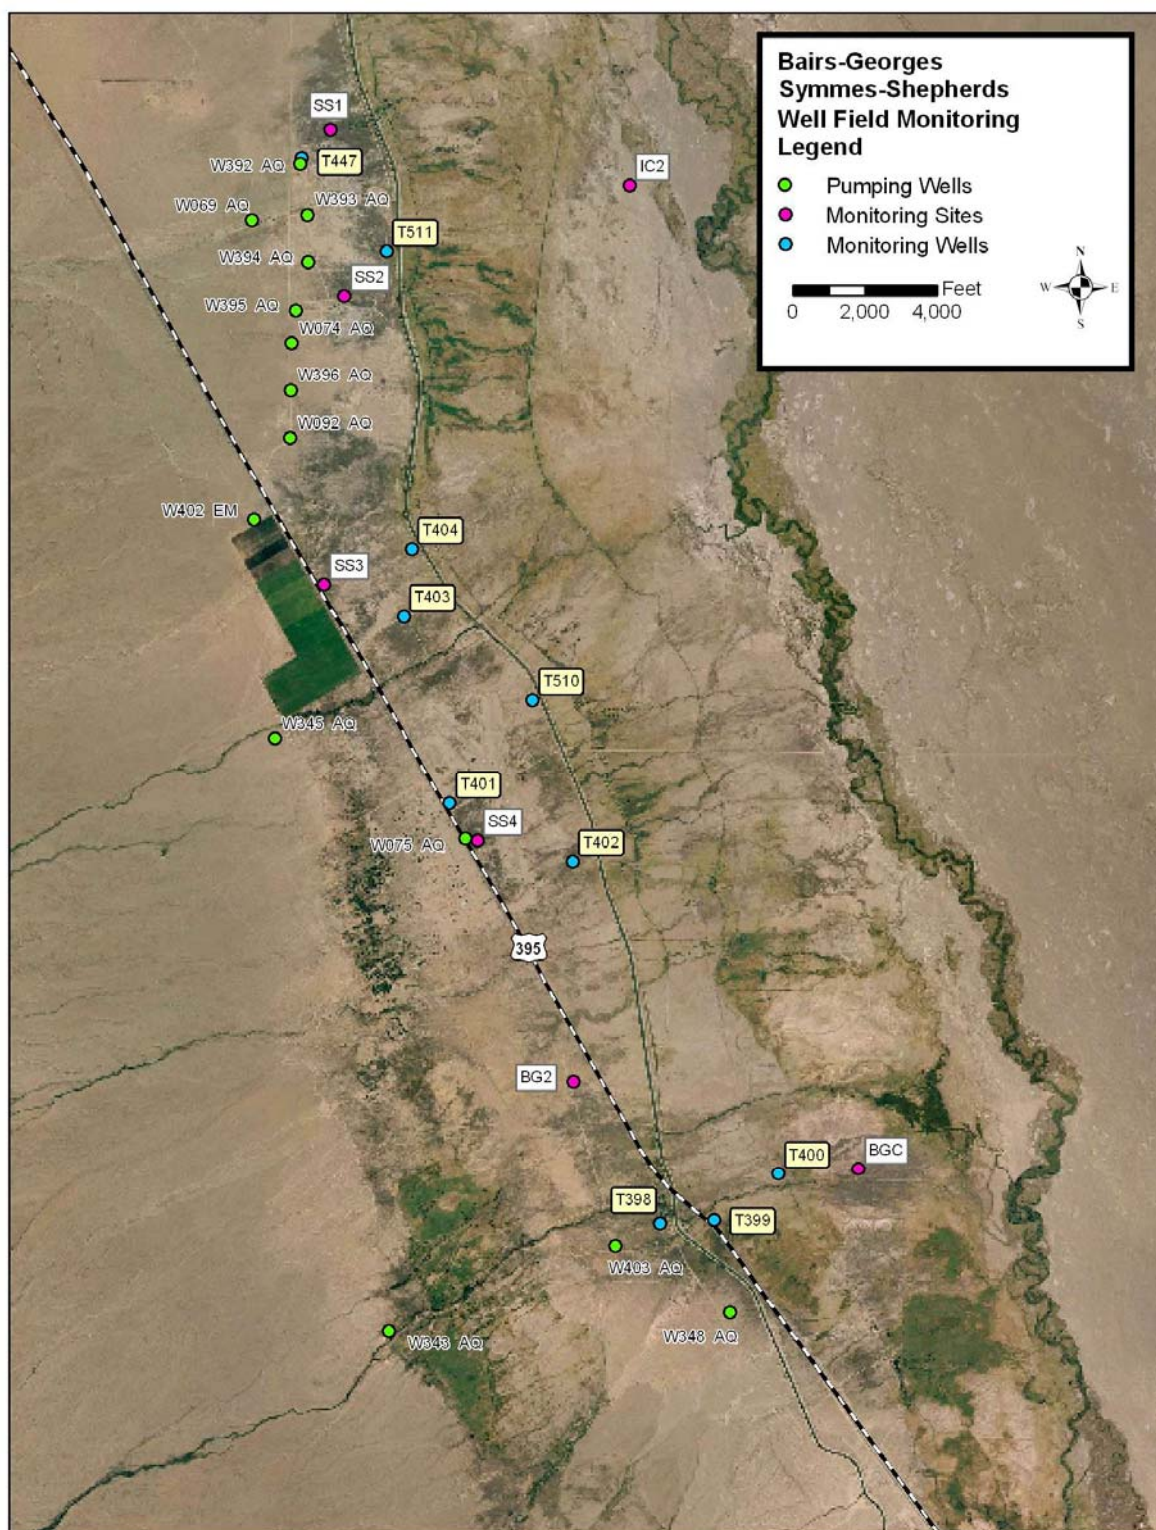 Bairs-Georges
Symmes-Shepherds
Well Field Monitoring
Legend
Pumping Wells
Monitoring Sites
Monitoring Wells
Feet
0 2,000 4,000
N
W E
S
SS1
W392 AQ
T447
IC2
W069 AQ
W393 AQ
T511
W394 AQ
SS2
W395 AQ
W074 AQ
W396 AQ
W092 AQ
W402 EM
T404
SS3
T403
T510
W345 AQ
T401
SS4
W075 AQ
T402
395
BG2
T400
BGC
T398
T399
W403 AQ
W348 AQ
W343 AQ